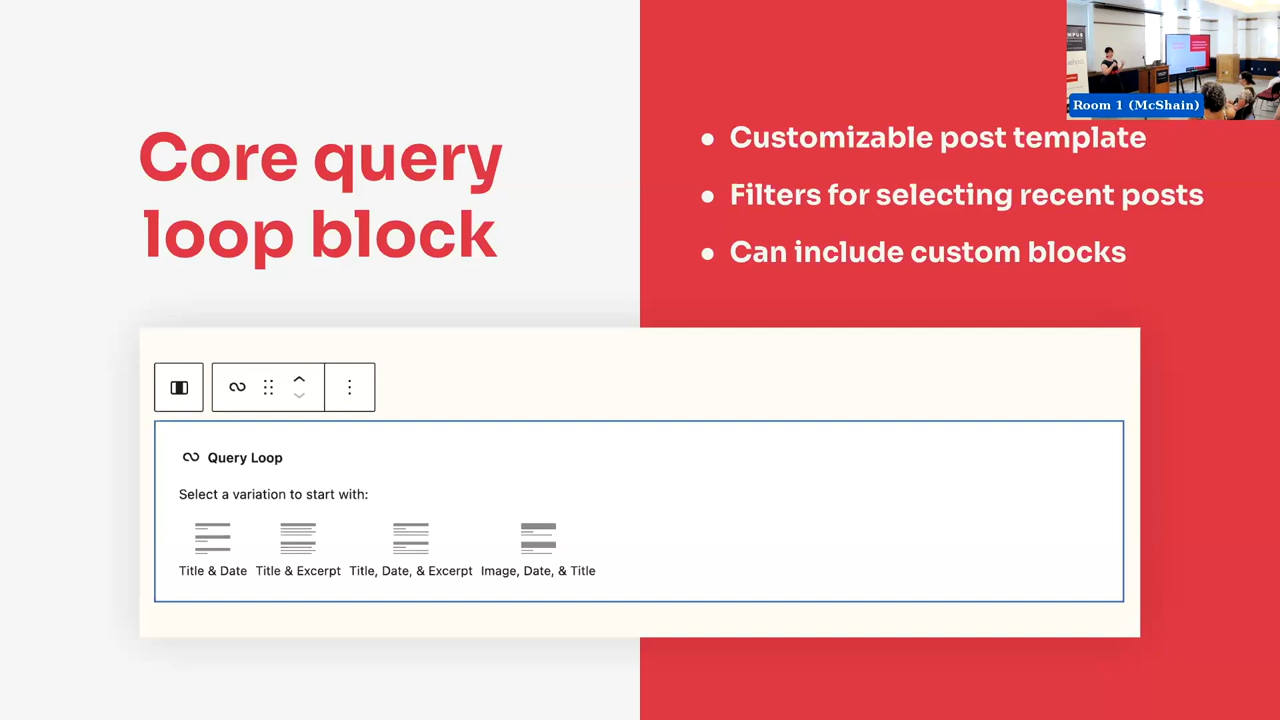 Core query
loop block
Customizable post template
Filters for selecting recent posts
Can include custom blocks
Room 1 (McShain)
Query Loop
Select a variation to start with:
Title & Date Title & Excerpt Title, Date, & Excerpt Image, Date, & Title